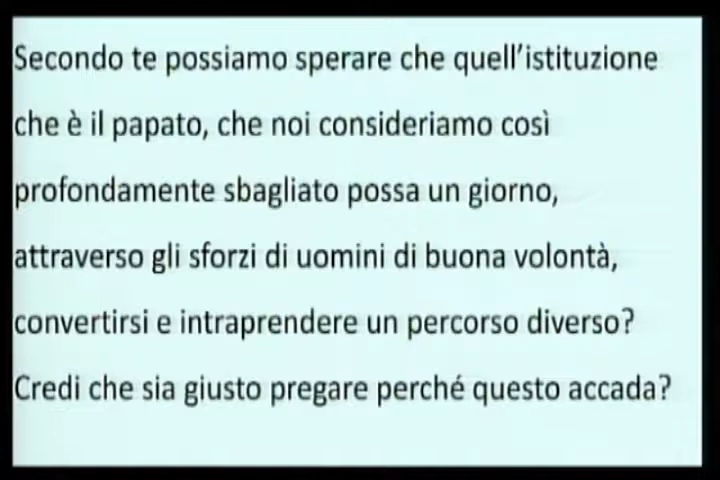 Secondo te possiamo sperare che quell’istituzione
che è il papato, che noi consideriamo così
profondamente sbagliato possa un giorno,
attraverso gli sforzi di uomini di buona volontà,
convertirsi e intraprendere un percorso diverso?
Credi che sia giusto pregare perché questo accada?